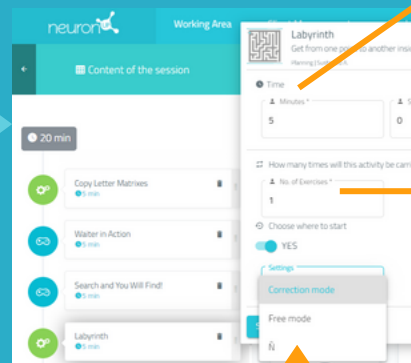 neuron
Working Area
Content of the session
20 min
Copy Letter Matrixes
5 min
Waiter in Action
5 min
Search and You Will Find!
5 min
Labyrinth
5 min
Labyrinth
Get from one point to another insi
Time
Minutes *
5
S
0
How many times will this activity be carri
No. of Exercises *
1
Choose where to start
YES
Settings
Correction mode
Free mode
Ñ